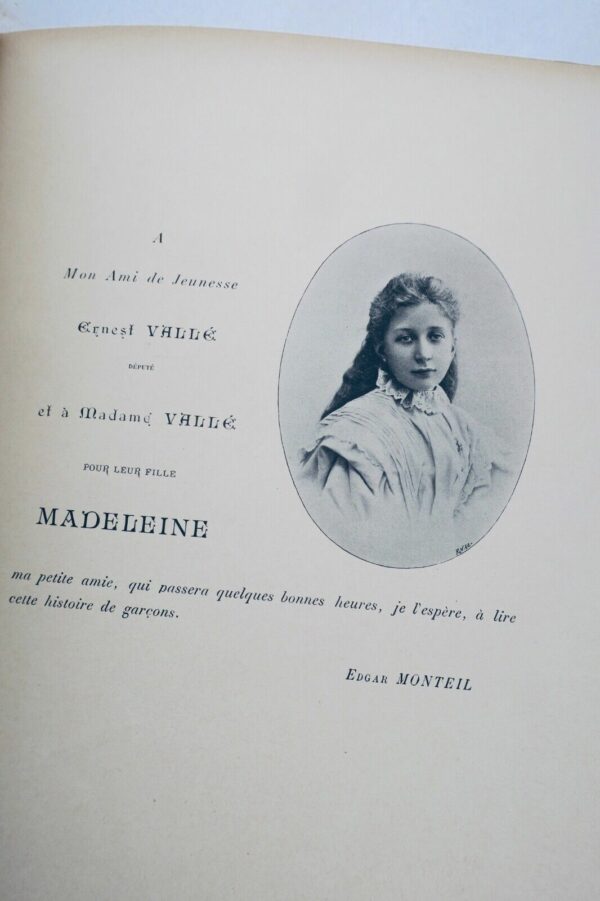 A
Mon Ami de Jeunesse
Ernest VALLÉ
DÉPUTÉ
et à Madame VALLÉ
POUR LEUR FILLE
MADELEINE
ma petite amie, qui passera quelques bonnes heures, je l'espère, à lire
cette histoire de garçons.
Edgar MONTEIL